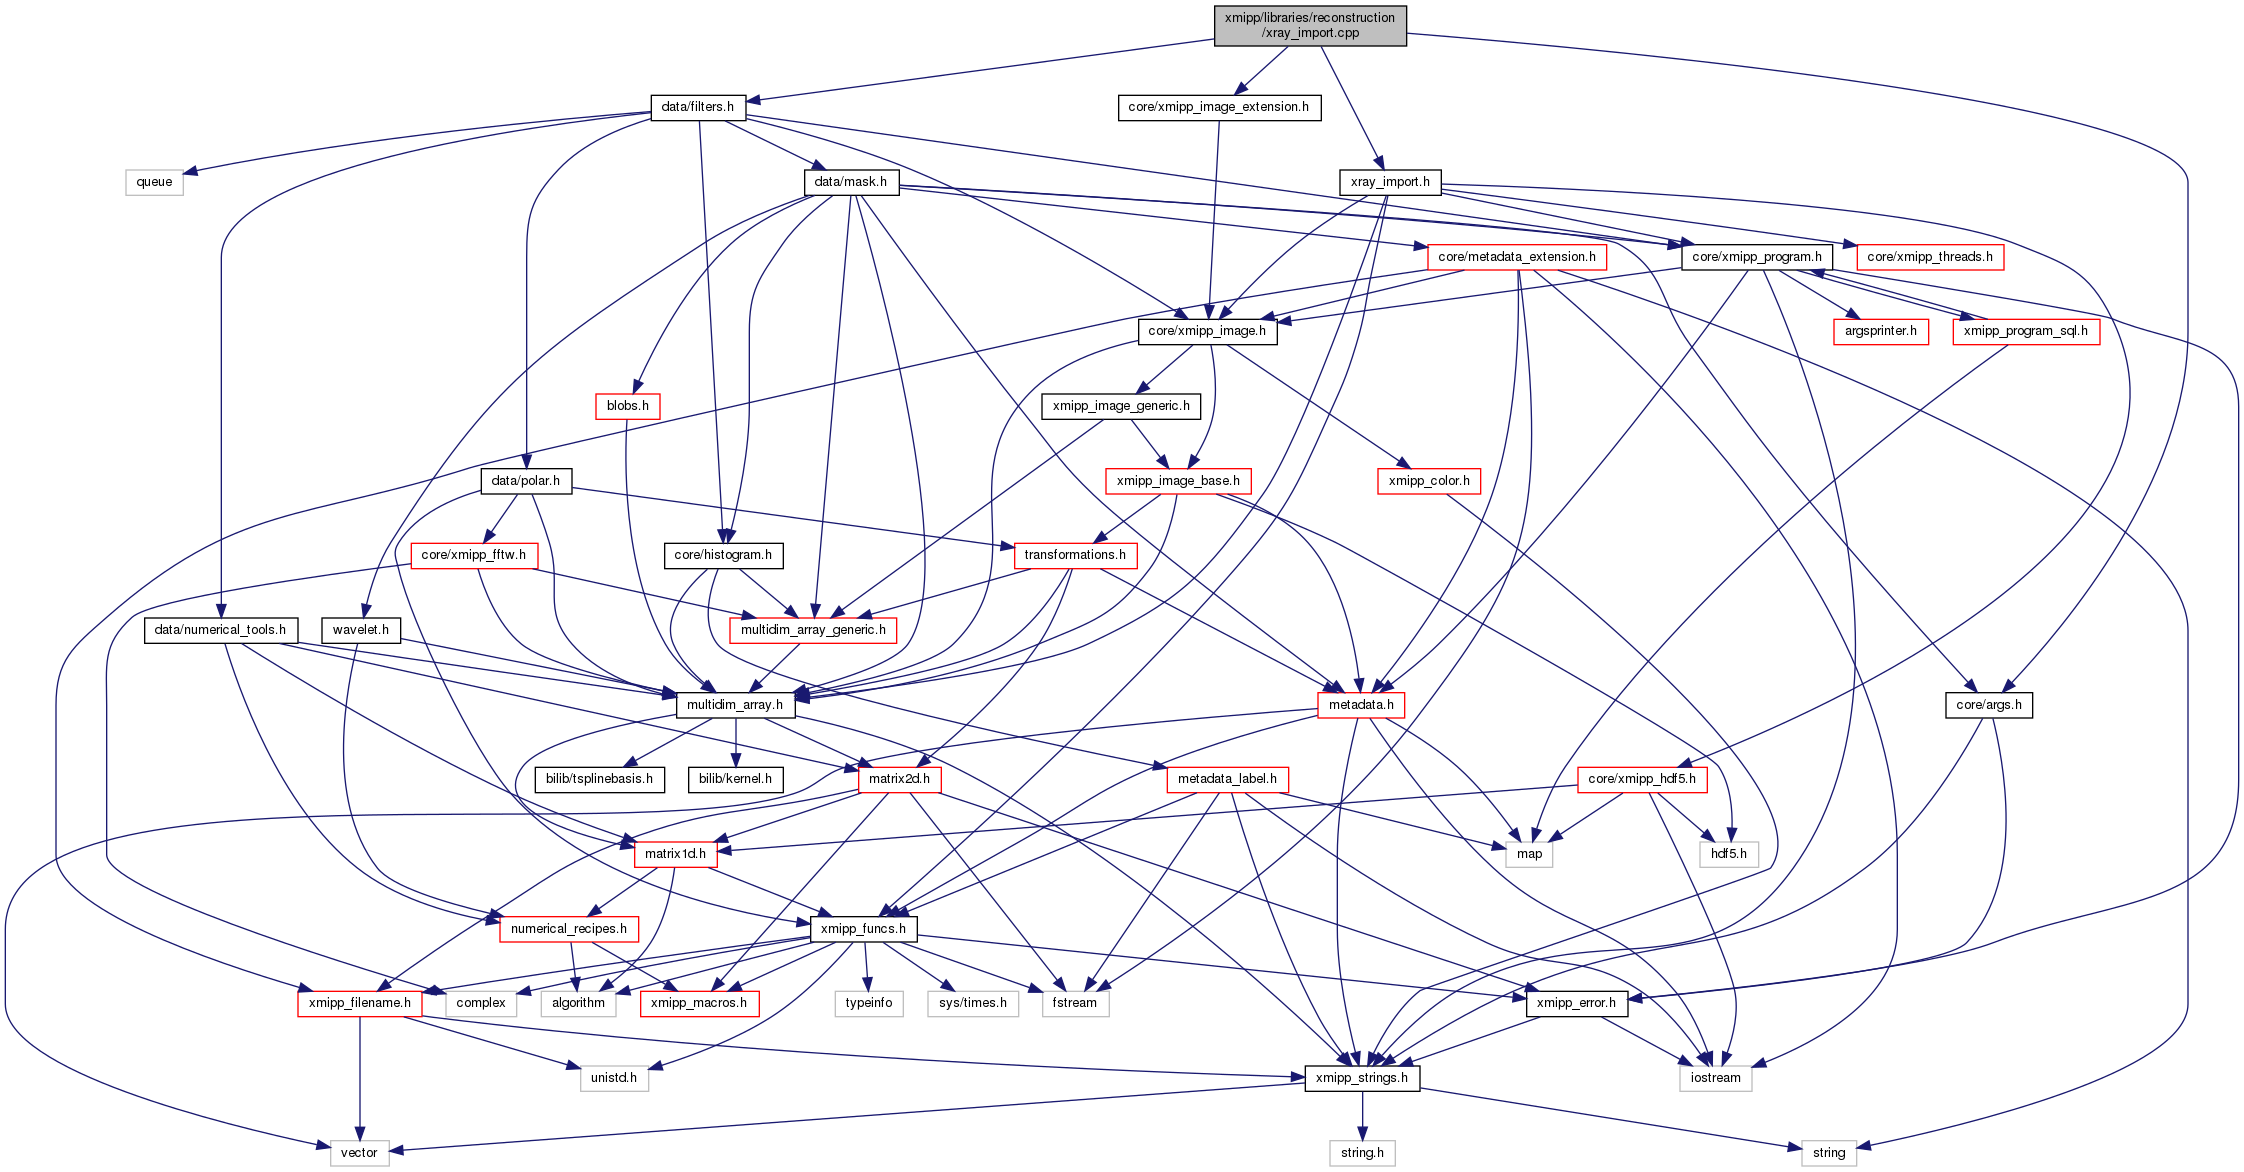 xmipp/libraries/reconstruction
/xray_import.cpp
data/filters.h
core/xmipp_image_extension.h
queue
data/mask.h
xray_import.h
core/metadata_extension.h
core/xmipp_program.h
core/xmipp_threads.h
core/xmipp_image.h
argsprinter.h
xmipp_program_sql.h
blobs.h
xmipp_image_generic.h
data/polar.h
xmipp_image_base.h
xmipp_color.h
core/xmipp_fftw.h
core/histogram.h
transformations.h
data/numerical_tools.h
wavelet.h
multidim_array_generic.h
multidim_array.h
metadata.h
core/args.h
bilib/tsplinebasis.h
bilib/kernel.h
matrix2d.h
metadata_label.h
core/xmipp_hdf5.h
matrix1d.h
map
hdf5.h
numerical_recipes.h
xmipp_funcs.h
xmipp_filename.h
complex
algorithm
xmipp_macros.h
typeinfo
sys/times.h
fstream
xmipp_error.h
unistd.h
xmipp_strings.h
iostream
vector
string.h
string